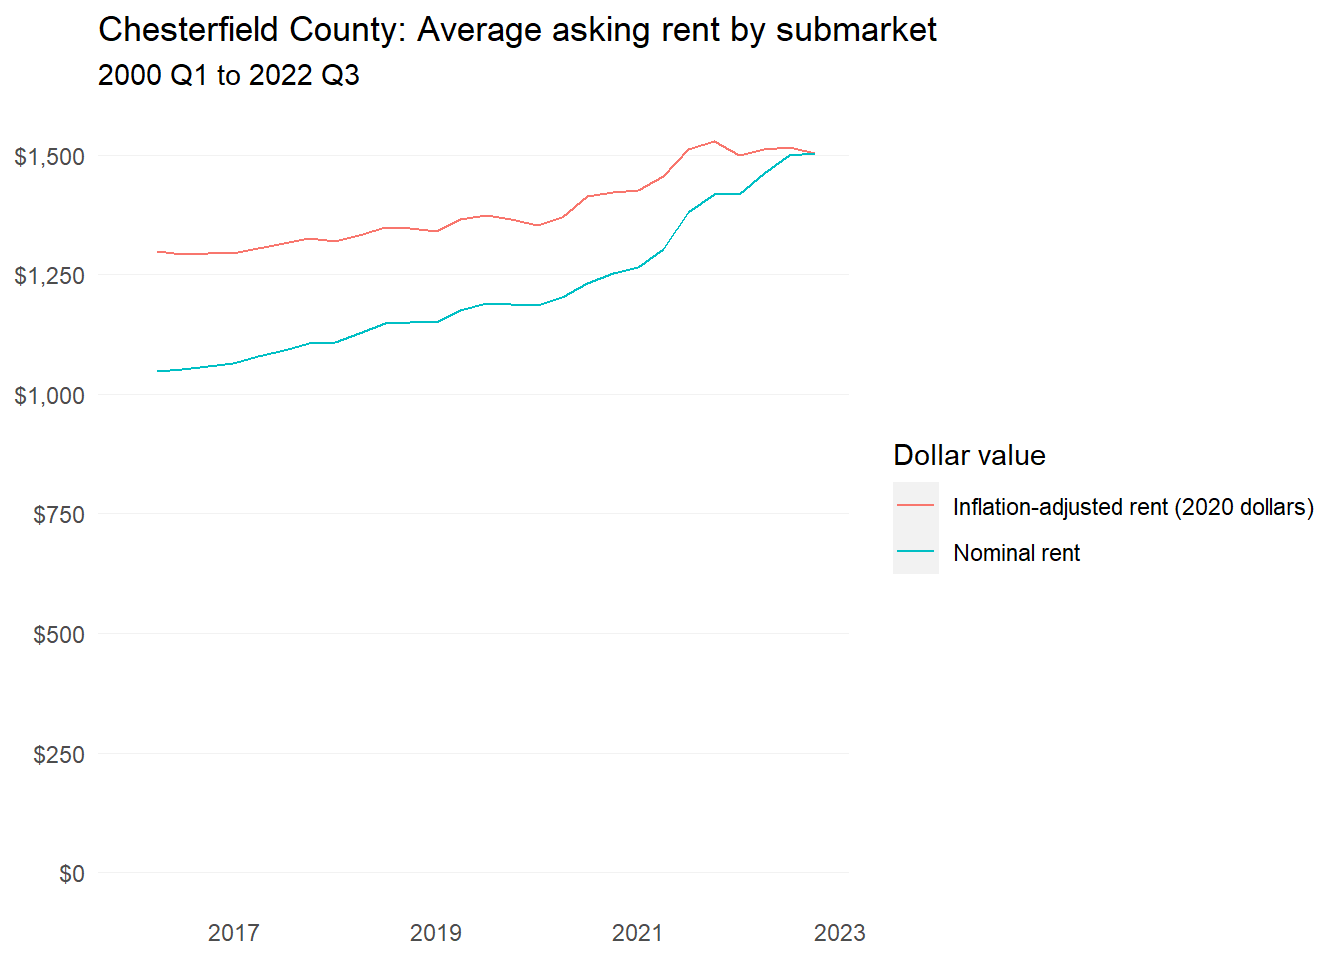 Chesterfield County: Average asking rent by submarket
2000 Q1 to 2022 Q3
$1,500
$1,250
$1,000
$750
$500
$250
$0
2017 2019 2021 2023
Dollar value
Inflation-adjusted rent (2020 dollars)
Nominal rent